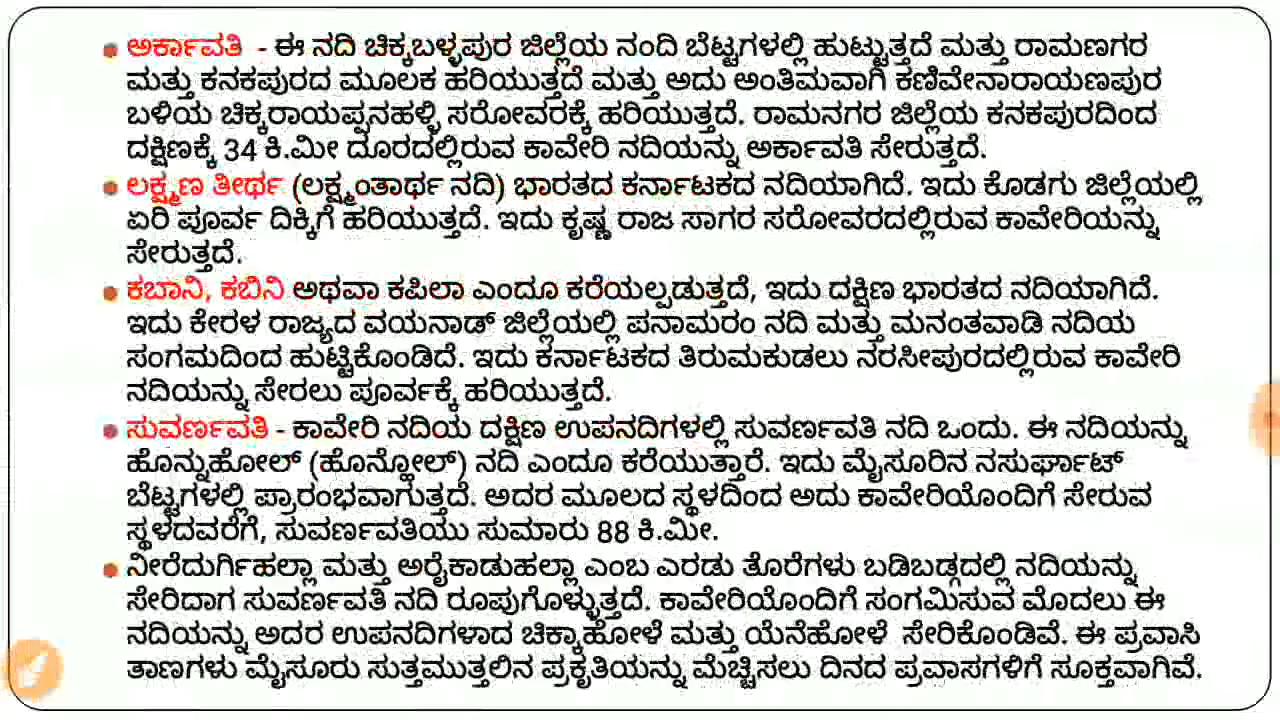 ಅರ್ಕಾವತಿ - ಈ ನದಿ ಚಿಕ್ಕಬಳ್ಳಪುರ ಜಿಲ್ಲೆಯ ನಂದಿ ಬೆಟ್ಟಗಳಲ್ಲಿ ಹುಟ್ಟುತ್ತದೆ ಮತ್ತು ರಾಮಣಗರ
ಮತ್ತು ಕನಕಪುರದ ಮೂಲಕ ಹರಿಯುತ್ತದೆ ಮತ್ತು ಅದು ಅಂತಿಮವಾಗಿ ಕಣಿವೇನಾರಾಯಣಪುರ
ಬಳಿಯ ಚಿಕ್ಕರಾಯಪ್ಪನಹಳ್ಳಿ ಸರೋವರಕ್ಕೆ ಹರಿಯುತ್ತದೆ. ರಾಮನಗರ ಜಿಲ್ಲೆಯ ಕನಕಪುರದಿಂದ
ದಕ್ಷಿಣಕ್ಕೆ 34 ಕಿ.ಮೀ ದೂರದಲ್ಲಿರುವ ಕಾವೇರಿ ನದಿಯನ್ನು ಅರ್ಕಾವತಿ ಸೇರುತ್ತದೆ.
ಲಕ್ಷ್ಮಣ ತೀರ್ಥ (ಲಕ್ಷ್ಮಂತಾರ್ಥ ನದಿ) ಭಾರತದ ಕರ್ನಾಟಕದ ನದಿಯಾಗಿದೆ. ಇದು ಕೊಡಗು ಜಿಲ್ಲೆಯಲ್ಲಿ
ಏರಿ ಪೂರ್ವ ದಿಕ್ಕಿಗೆ ಹರಿಯುತ್ತದೆ. ಇದು ಕೃಷ್ಣ ರಾಜ ಸಾಗರ ಸರೋವರದಲ್ಲಿರುವ ಕಾವೇರಿಯನ್ನು
ಸೇರುತ್ತದೆ.
ಕಬಾನಿ, ಕಬಿನಿ ಅಥವಾ ಕಪಿಲಾ ಎಂದೂ ಕರೆಯಲ್ಪಡುತ್ತದೆ, ಇದು ದಕ್ಷಿಣ ಭಾರತದ ನದಿಯಾಗಿದೆ.
ಇದು ಕೇರಳ ರಾಜ್ಯದ ವಯನಾಡ್ ಜಿಲ್ಲೆಯಲ್ಲಿ ಪನಾಮರಂ ನದಿ ಮತ್ತು ಮನಂತವಾಡಿ ನದಿಯ
ಸಂಗಮದಿಂದ ಹುಟ್ಟಿಕೊಂಡಿದೆ. ಇದು ಕರ್ನಾಟಕದ ತಿರುಮಕುಡಲು ನರಸೀಪುರದಲ್ಲಿರುವ ಕಾವೇರಿ
ನದಿಯನ್ನು ಸೇರಲು ಪೂರ್ವಕ್ಕೆ ಹರಿಯುತ್ತದೆ.
ಸುವರ್ಣವತಿ - ಕಾವೇರಿ ನದಿಯ ದಕ್ಷಿಣ ಉಪನದಿಗಳಲ್ಲಿ ಸುವರ್ಣವತಿ ನದಿ ಒಂದು. ಈ ನದಿಯನ್ನು
ಹೊನ್ನುಹೋಲ್ (ಹೊನ್ಹೋಲ್) ನದಿ ಎಂದೂ ಕರೆಯುತ್ತಾರೆ. ಇದು ಮೈಸೂರಿನ ನಸುರ್ಘಾಟ್
ಬೆಟ್ಟಗಳಲ್ಲಿ ಪ್ರಾರಂಭವಾಗುತ್ತದೆ. ಅದರ ಮೂಲದ ಸ್ಥಳದಿಂದ ಅದು ಕಾವೇರಿಯೊಂದಿಗೆ ಸೇರುವ
ಸ್ಥಳದವರೆಗೆ, ಸುವರ್ಣವತಿಯು ಸುಮಾರು 88 ಕಿ.ಮೀ.
ನೀರೆದುರ್ಗಿಹಲ್ಲಾ ಮತ್ತು ಅರೈಕಾಡುಹಲ್ಲಾ ಎಂಬ ಎರಡು ತೊರೆಗಳು ಬಡಿಬಡ್ಗದಲ್ಲಿ ನದಿಯನ್ನು
ಸೇರಿದಾಗ ಸುವರ್ಣವತಿ ನದಿ ರೂಪುಗೊಳ್ಳುತ್ತದೆ. ಕಾವೇರಿಯೊಂದಿಗೆ ಸಂಗಮಿಸುವ ಮೊದಲು ಈ
ನದಿಯನ್ನು ಅದರ ಉಪನದಿಗಳಾದ ಚಿಕ್ಕಾಹೋಳೆ ಮತ್ತು ಯೆನೆಹೋಳೆ ಸೇರಿಕೊಂಡಿವೆ. ಈ ಪ್ರವಾಸಿ
ತಾಣಗಳು ಮೈಸೂರು ಸುತ್ತಮುತ್ತಲಿನ ಪ್ರಕೃತಿಯನ್ನು ಮೆಚ್ಚಿಸಲು ದಿನದ ಪ್ರವಾಸಗಳಿಗೆ ಸೂಕ್ತವಾಗಿವೆ.